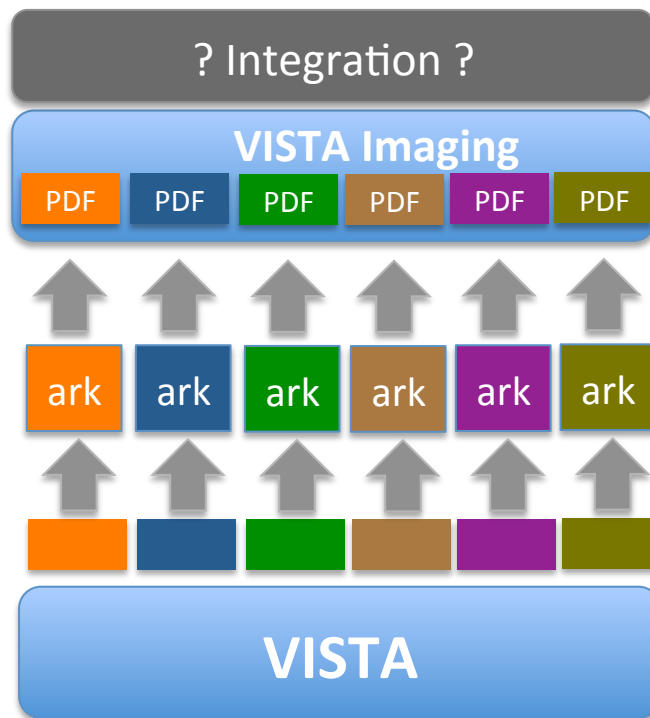 ? Integration ?
VISTA Imaging
PDF PDF PDF PDF PDF PDF
ark ark ark ark ark ark
VISTA